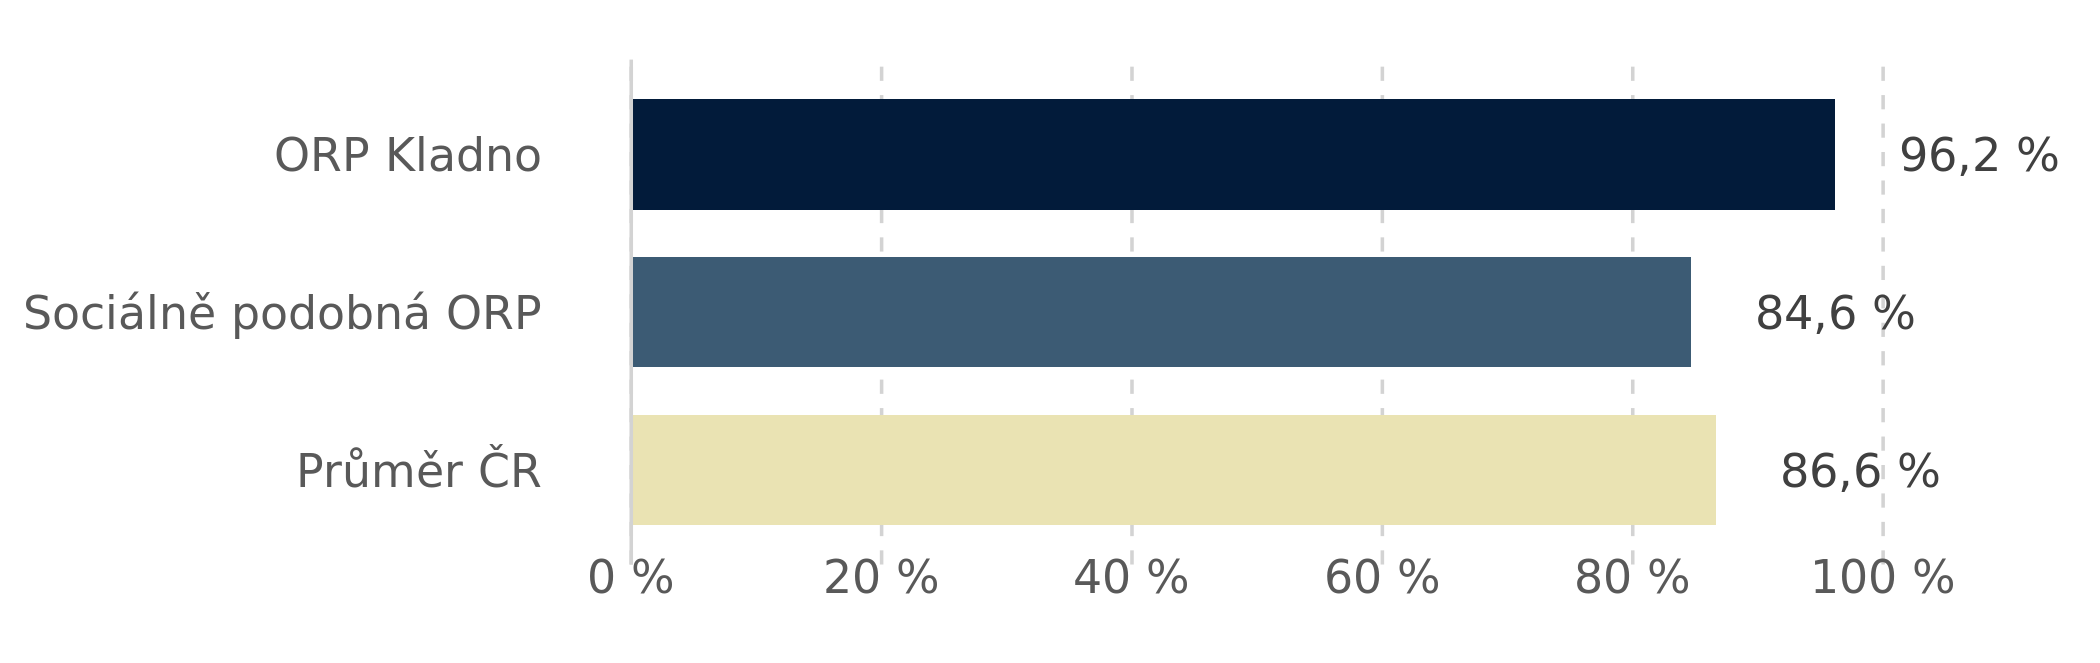 ORP Kladno 96,2 %
Sociálně podobná ORP 84,6 %
Průměr ČR 86,6 %
0 % 20 % 40 % 60 % 80 % 100 %